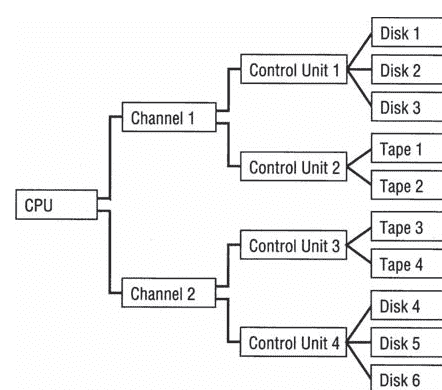 Disk 1
Control Unit 1
Disk 2
Disk 3
Channel 1
Tape 1
Control Unit 2
Tape 2
CPU
Tape 3
Control Unit 3
Tape 4
Channel 2
Disk 4
Control Unit 4
Disk 5
Disk 6